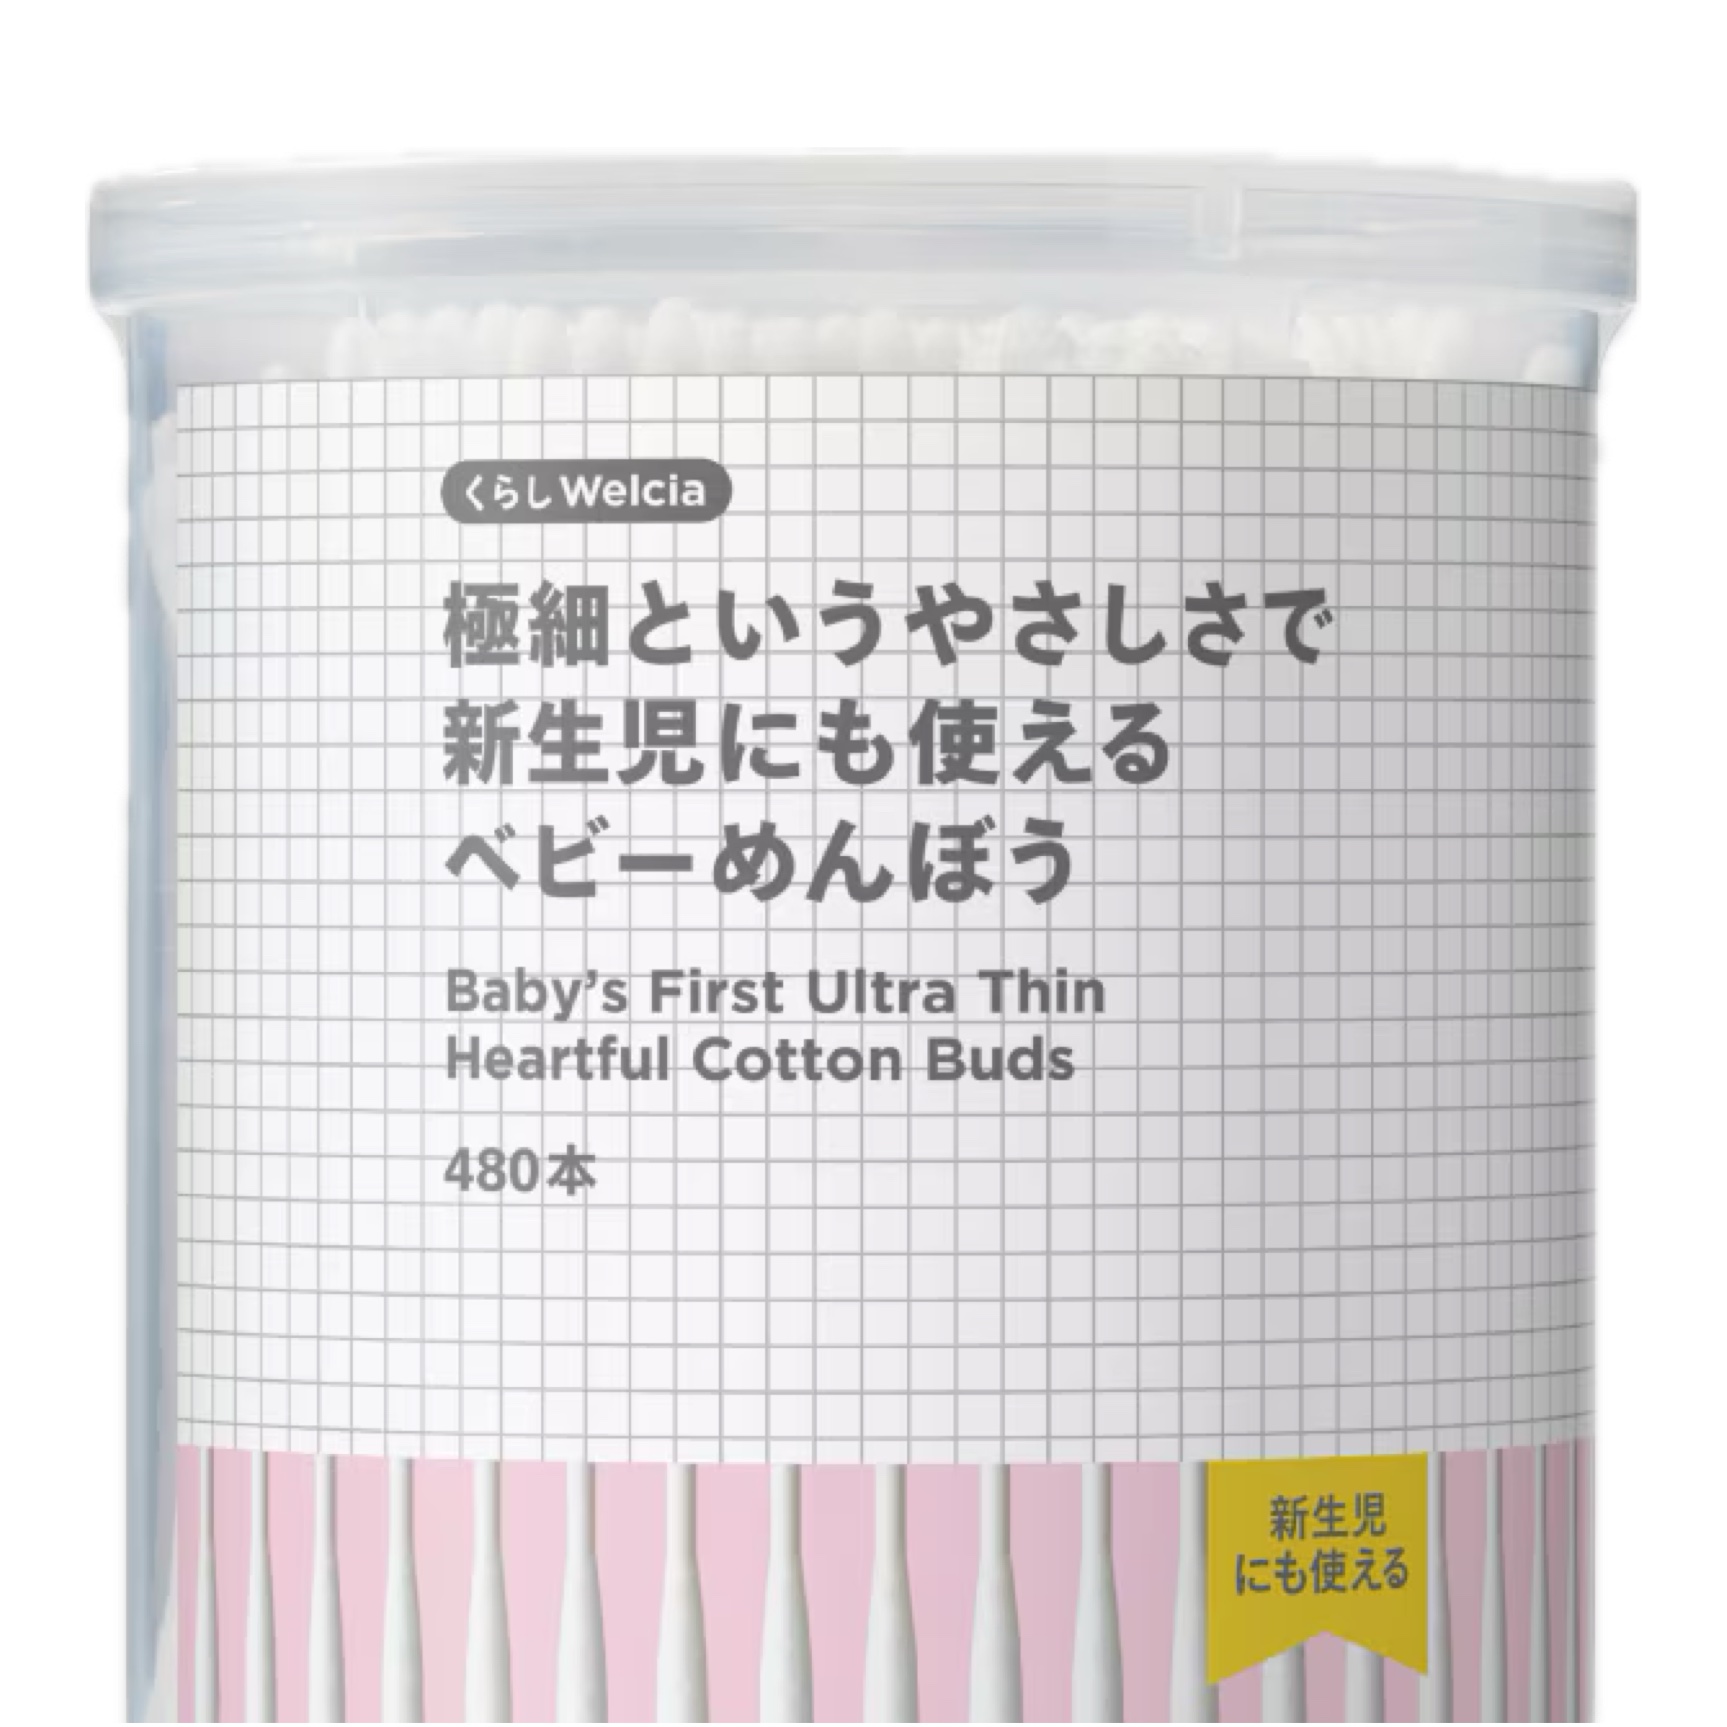 くらしWelcia
極細というやさしさで
新生児にも使える
ベビーめんぼう
Baby’s First Ultra Thin
Heartful Cotton Buds
480本
新生児
にも使える